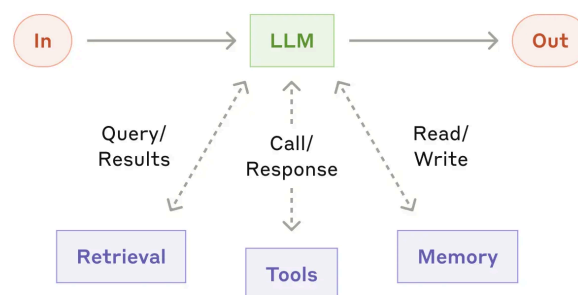 In
LLM
Out
Query/
Results
Call/
Response
Read/
Write
Retrieval
Tools
Memory